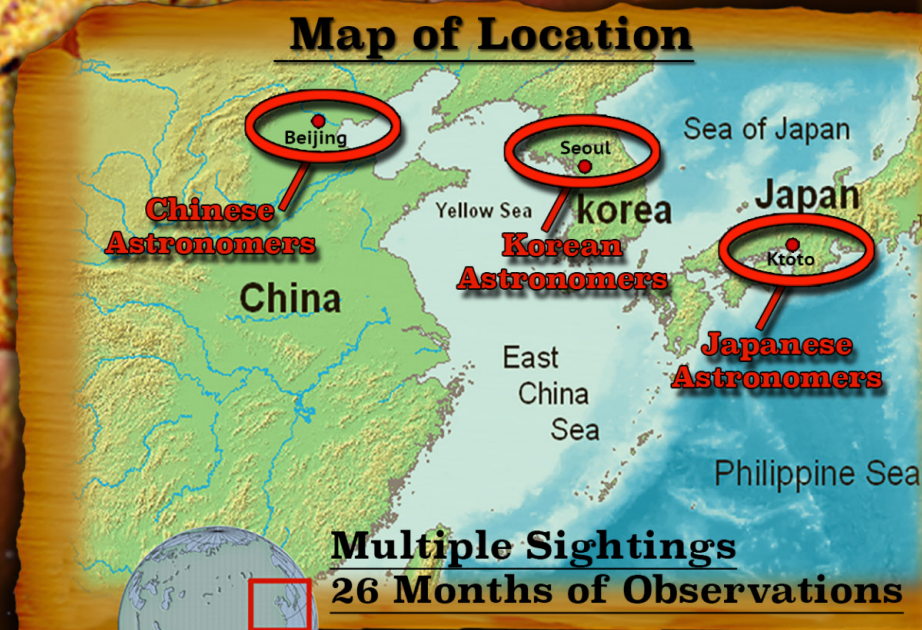 Map of Location
Beijing
Seoul
Sea of Japan
Japan
Yellow Sea
korea
Chinese
Astronomers
Korean
Astronomers
Ktoto
China
Japanese
Astronomers
East
China
Sea
Philippine Sea
Multiple Sightings
26 Months of Observations